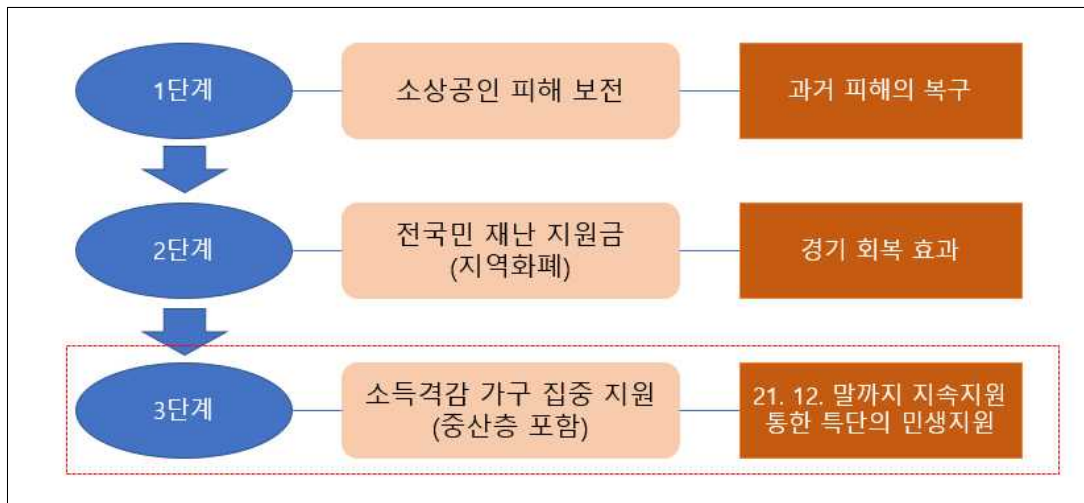 1단계
소상공인 피해 보전
과거 피해의 복구
2단계
전국민 재난 지원금
(지역화폐)
경기 회복 효과
3단계
소득격감 가구 집중 지원
(중산층 포함)
21. 12. 말까지 지속지원
통한 특단의 민생지원